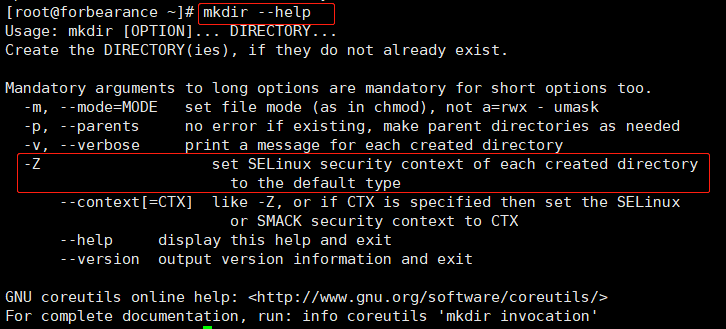 [root@forbearance ~]# mkdir --help
Usage: mkdir [OPTION]... DIRECTORY...
Create the DIRECTORY(ies), if they do not already exist.

Mandatory arguments to long options are mandatory for short options too.
  -m, --mode=MODE   set file mode (as in chmod), not a=rwx - umask
  -p, --parents     no error if existing, make parent directories as needed
  -v, --verbose     print a message for each created directory
  -Z                   set SELinux security context of each created directory
                         to the default type
      --context[=CTX]  like -Z, or if CTX is specified then set the SELinux
                         or SMACK security context to CTX
      --help     display this help and exit
      --version  output version information and exit

GNU coreutils online help: <http://www.gnu.org/software/coreutils/>
For complete documentation, run: info coreutils 'mkdir invocation'